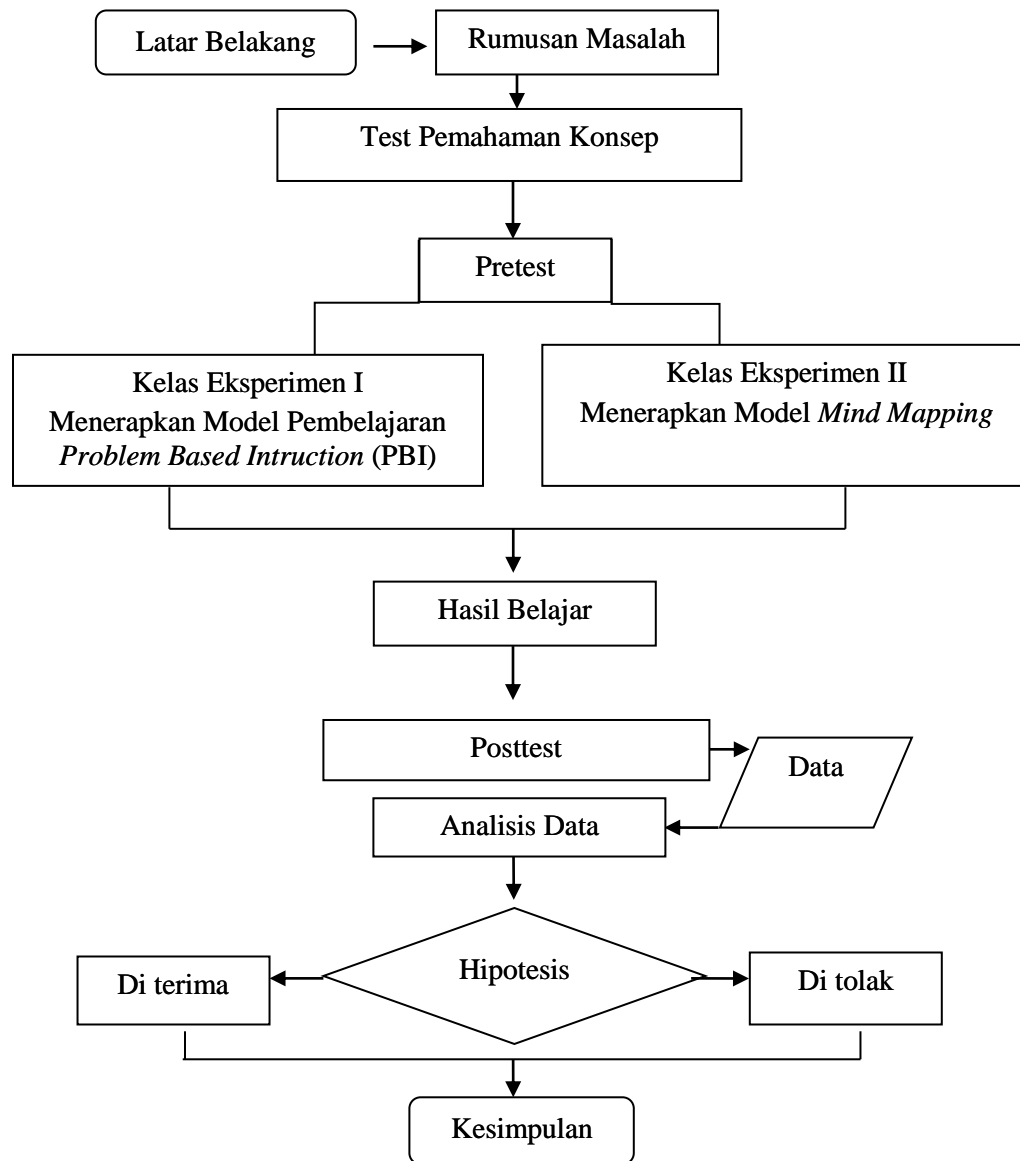 Latar Belakang
Rumusan Masalah
Test Pemahaman Konsep
Pretest
Kelas Eksperimen I
Menerapkan Model Pembelajaran
Problem Based Intruction (PBI)
Kelas Eksperimen II
Menerapkan Model Mind Mapping
Hasil Belajar
Posttest
Data
Analisis Data
Hipotesis
Di terima
Di tolak
Kesimpulan